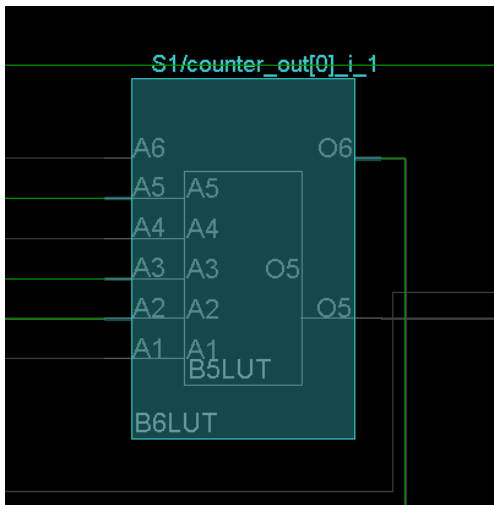 S1/counter_out[0]_i_1
A6 O6
A5 A5
A4 A4
A3 A3 O5
A2 A2 O5
A1 A1
B5LUT
B6LUT